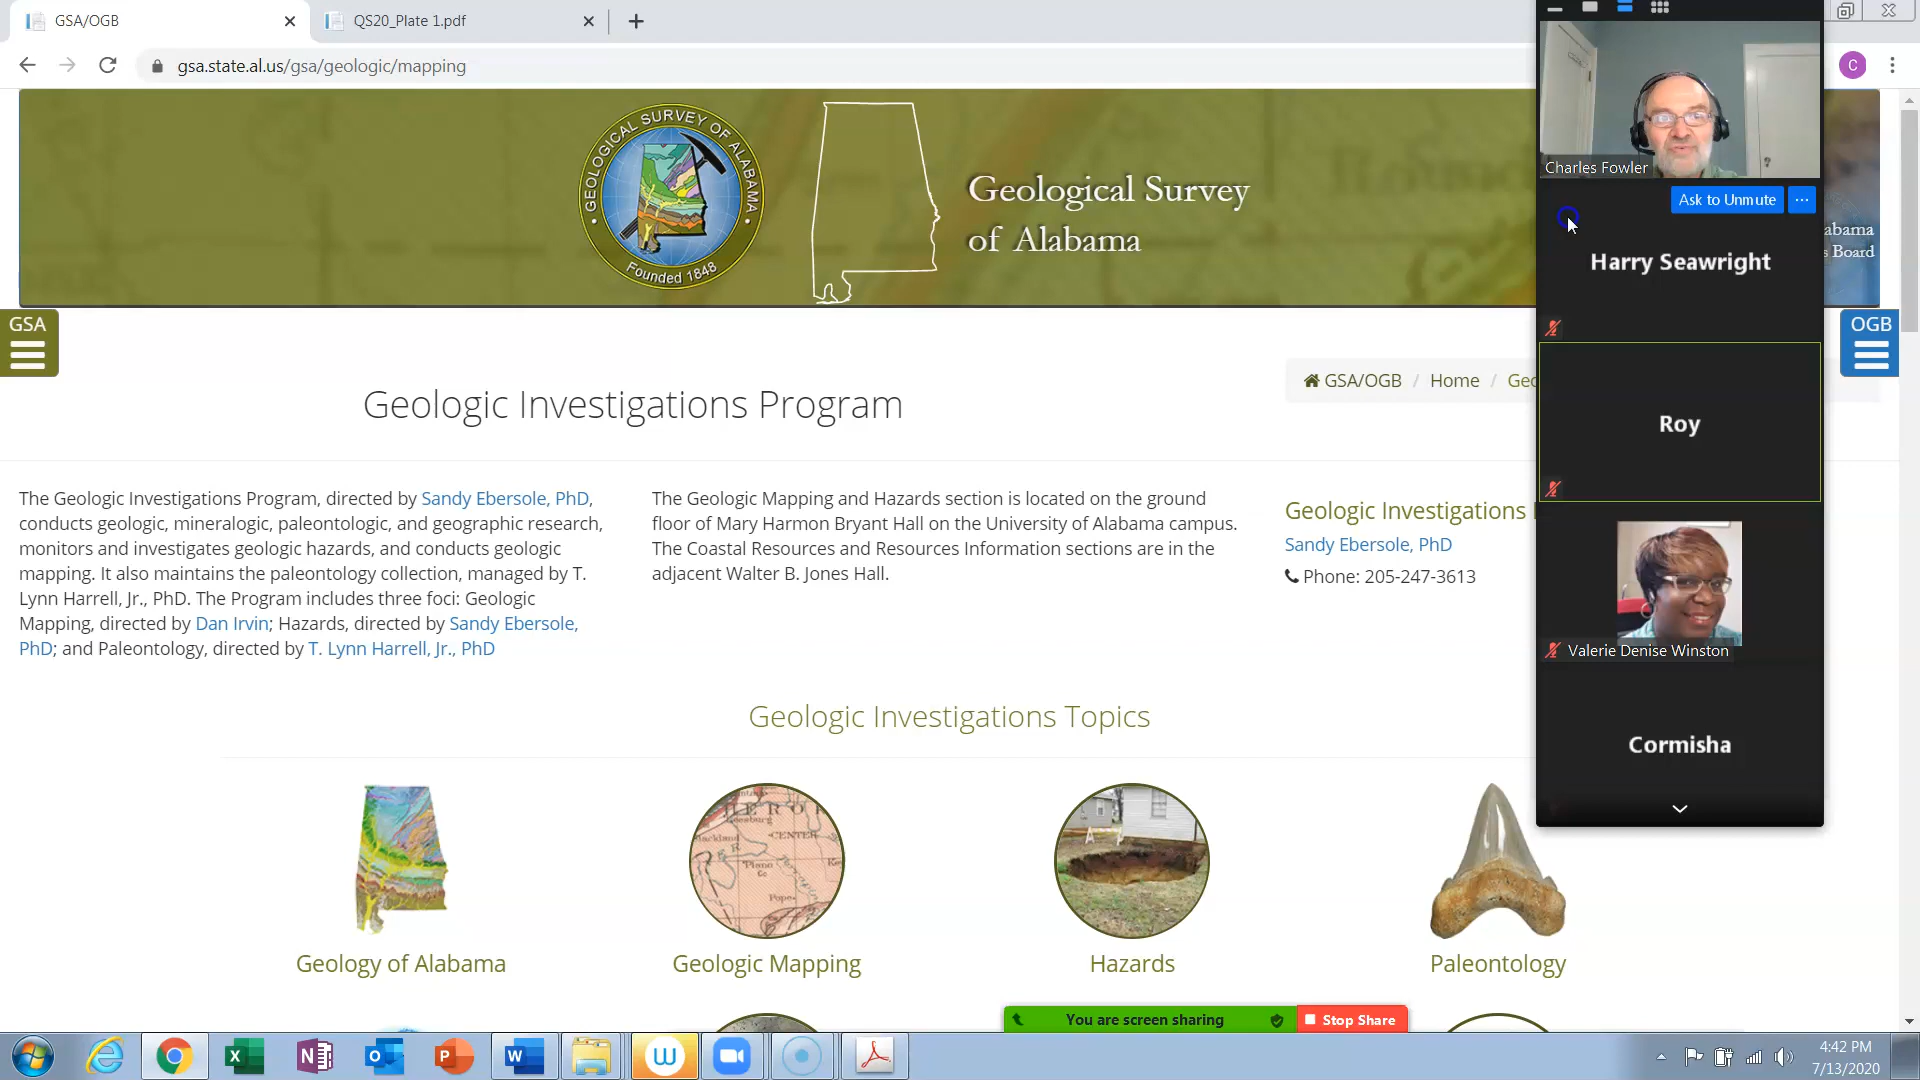 GSA/OGB
QS20_Plate 1.pdf
gsa.state.al.us/gsa/geologic/mapping
C
GEOLOGICAL SURVEY OF ALABAMA
Founded 1848
Geological Survey
of Alabama
abama
s Board
GSA
OGB
Geologic Investigations Program
GSA/OGB / Home / Geo
The Geologic Investigations Program, directed by Sandy Ebersole, PhD,
conducts geologic, mineralogic, paleontologic, and geographic research,
monitors and investigates geologic hazards, and conducts geologic
mapping. It also maintains the paleontology collection, managed by T.
Lynn Harrell, Jr., PhD. The Program includes three foci: Geologic
Mapping, directed by Dan Irvin; Hazards, directed by Sandy Ebersole,
PhD; and Paleontology, directed by T. Lynn Harrell, Jr., PhD
The Geologic Mapping and Hazards section is located on the ground
floor of Mary Harmon Bryant Hall on the University of Alabama campus.
The Coastal Resources and Resources Information sections are in the
adjacent Walter B. Jones Hall.
Geologic Investigations
Sandy Ebersole, PhD
Phone: 205-247-3613
Charles Fowler
Ask to Unmute
...
Harry Seawright
Roy
Valerie Denise Winston
Cormisha
Geologic Investigations Topics
CENTER
Piano
Pope
Geology of Alabama
Geologic Mapping
Hazards
Paleontology
You are screen sharing
Stop Share
4:42 PM
7/13/2020